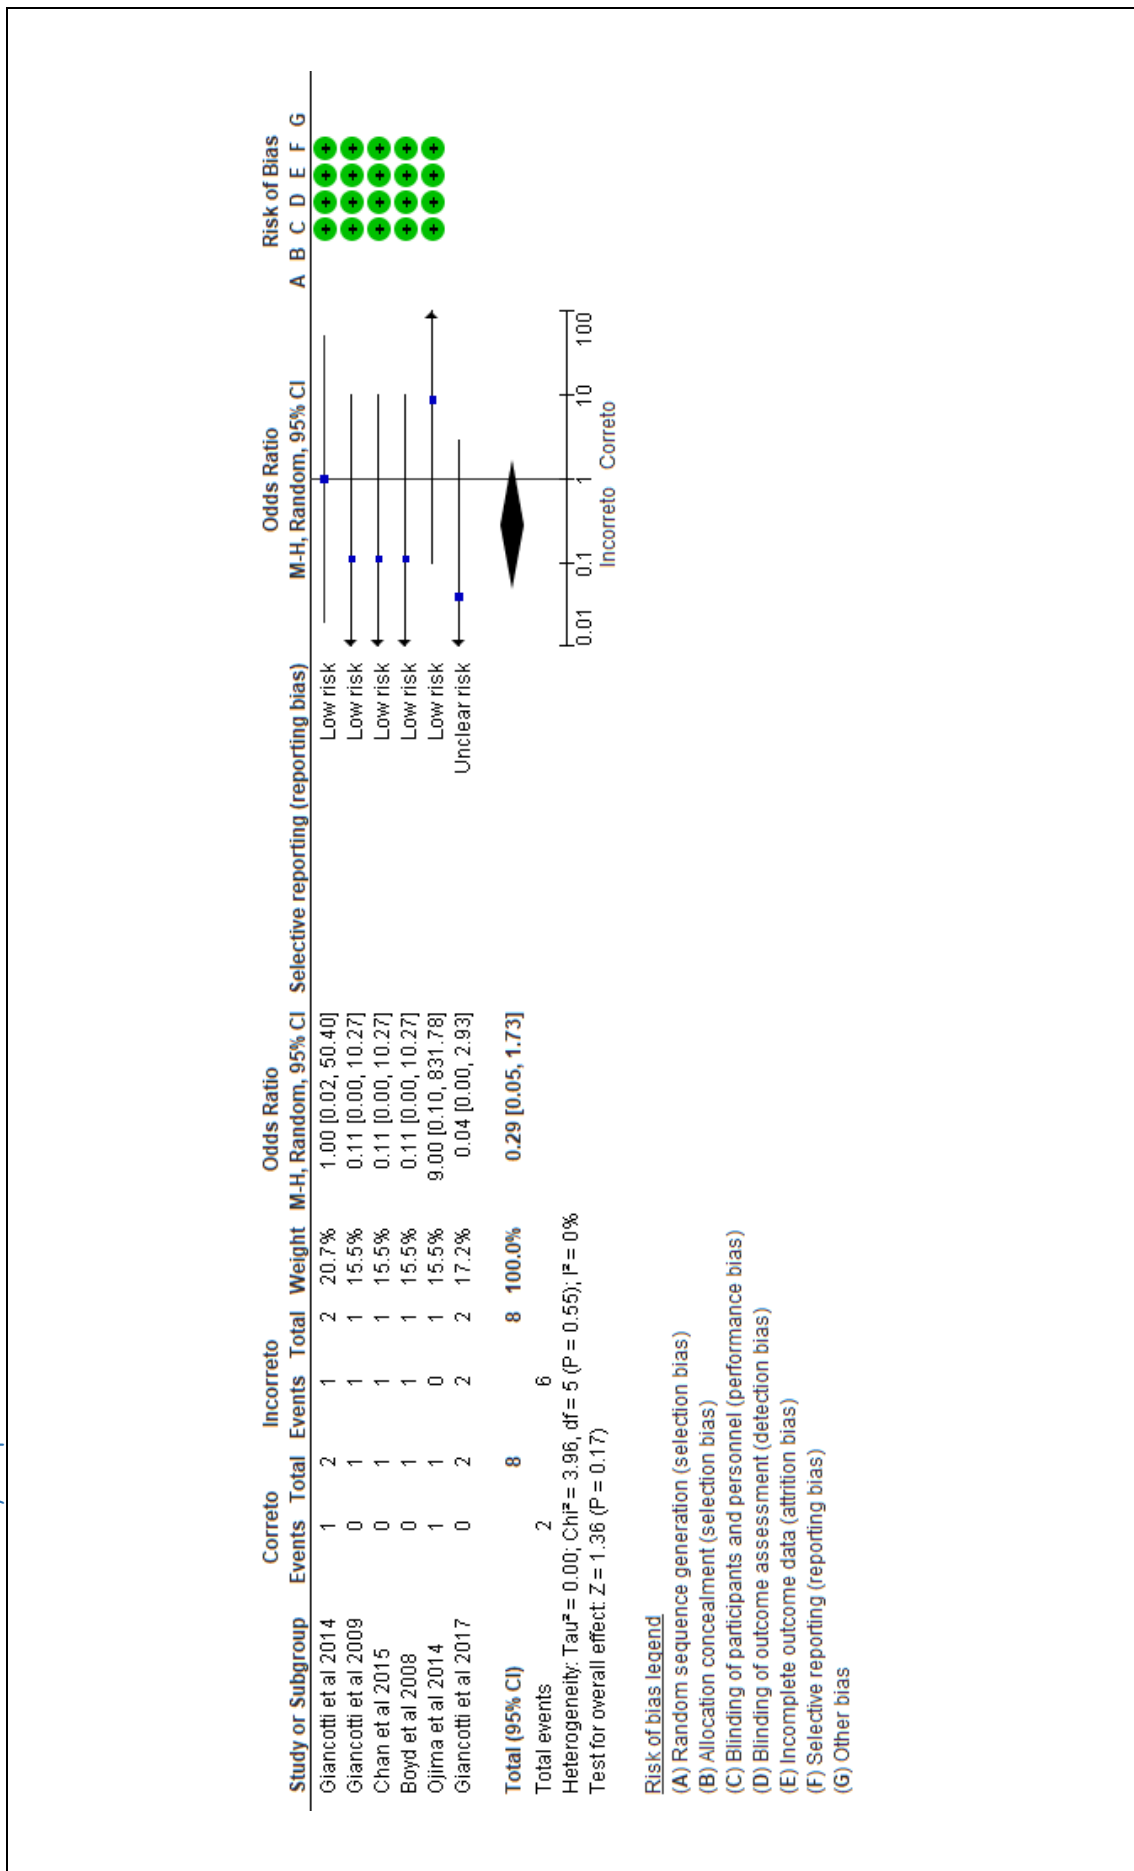 Correto Incorreto Odds Ratio Odds Ratio Risk of Bias
Study or Subgroup Events Total Events Total Weight M-H, Random, 95% CI Selective reporting (reporting bias) M-H, Random, 95% CI A B C D E F G
Giancotti et al 2014 1 2 1 2 20.7% 1.00 [0.02, 50.40] Low risk + + + +
Giancotti et al 2009 0 1 1 1 15.5% 0.11 [0.00, 10.27] Low risk + + + +
Chan et al 2015 0 1 1 1 15.5% 0.11 [0.00, 10.27] Low risk + + + +
Boyd et al 2008 0 1 1 1 15.5% 0.11 [0.00, 10.27] Low risk + + + +
Ojima et al 2014 1 1 0 1 15.5% 9.00 [0.10, 831.78] Low risk + + + +
Giancotti et al 2017 0 2 2 2 17.2% 0.04 [0.00, 2.93] Unclear risk
Total (95% CI) 8 8 100.0% 0.29 [0.05, 1.73]
Total events 2 6
Heterogeneity: Tau² = 0.00; Chi² = 3.96, df = 5 (P = 0.55); I² = 0%
Test for overall effect: Z = 1.36 (P = 0.17)
0.01 0.1 1 10 100
Incorreto Correto
Risk of bias legend
(A) Random sequence generation (selection bias)
(B) Allocation concealment (selection bias)
(C) Blinding of participants and personnel (performance bias)
(D) Blinding of outcome assessment (detection bias)
(E) Incomplete outcome data (attrition bias)
(F) Selective reporting (reporting bias)
(G) Other bias